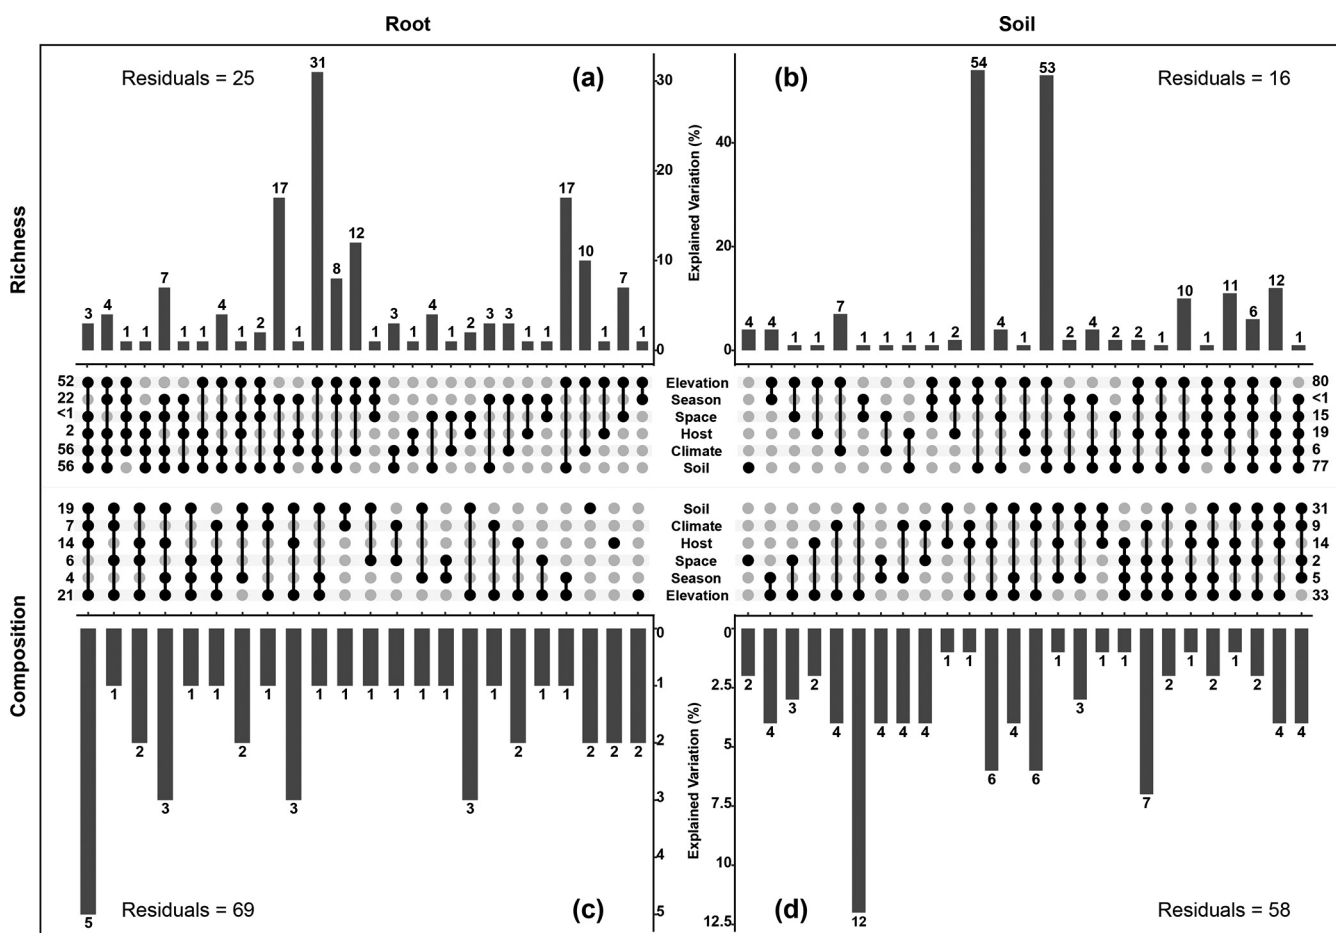 Root Soil
Richness
Composition
Residuals = 25
(a)
(b)
Residuals = 16
3 4 1 1 7 1 1 4 1 2 17 1 31 8 12 1 3 1 4 1 2 3 3 1 1 17 10 1 7 1
30
20
10
0
Explained Variation (%)
40
20
0
4 4 1 1 7 1 1 1 1 2 54 4 1 53 2 4 2 2 1 10 1 11 6 12 1
52 Elevation 80
22 Season <1
<1 Space 15
2 Host 19
56 Climate 6
56 Soil 77
19 Soil 31
7 Climate 9
14 Host 14
6 Space 2
4 Season 5
21 Elevation 33
0
1
2
3
4
5
Explained Variation (%)
0
2.5
5
7.5
10
12.5
5 1 2 3 1 1 2 1 3 1 1 1 1 1 1 3 1 2 1 1 2 2 2
2 4 3 2 4 12 4 4 4 1 1 6 4 6 1 3 1 1 7 2 1 2 1 2 4 4
Residuals = 69
(c)
(d)
Residuals = 58